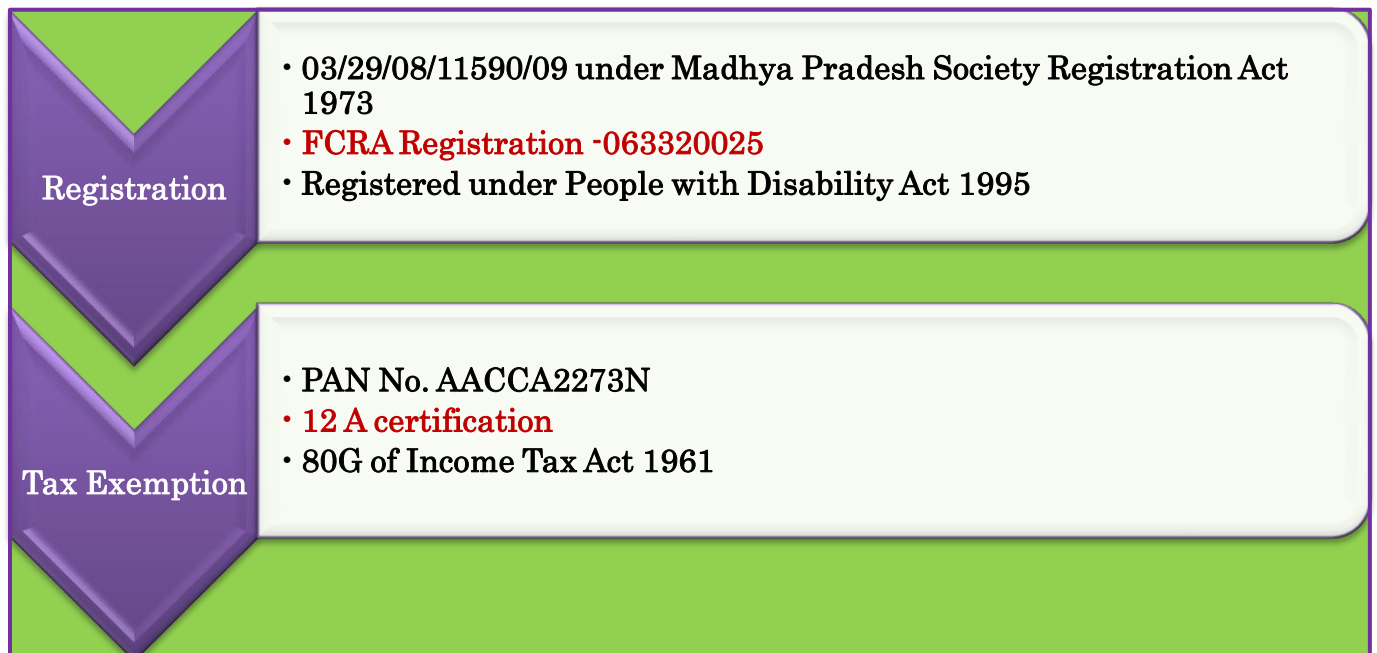 Registration
• 03/29/08/11590/09 under Madhya Pradesh Society Registration Act
1973
• FCRA Registration -063320025
• Registered under People with Disability Act 1995
Tax Exemption
• PAN No. AACCA2273N
• 12 A certification
• 80G of Income Tax Act 1961